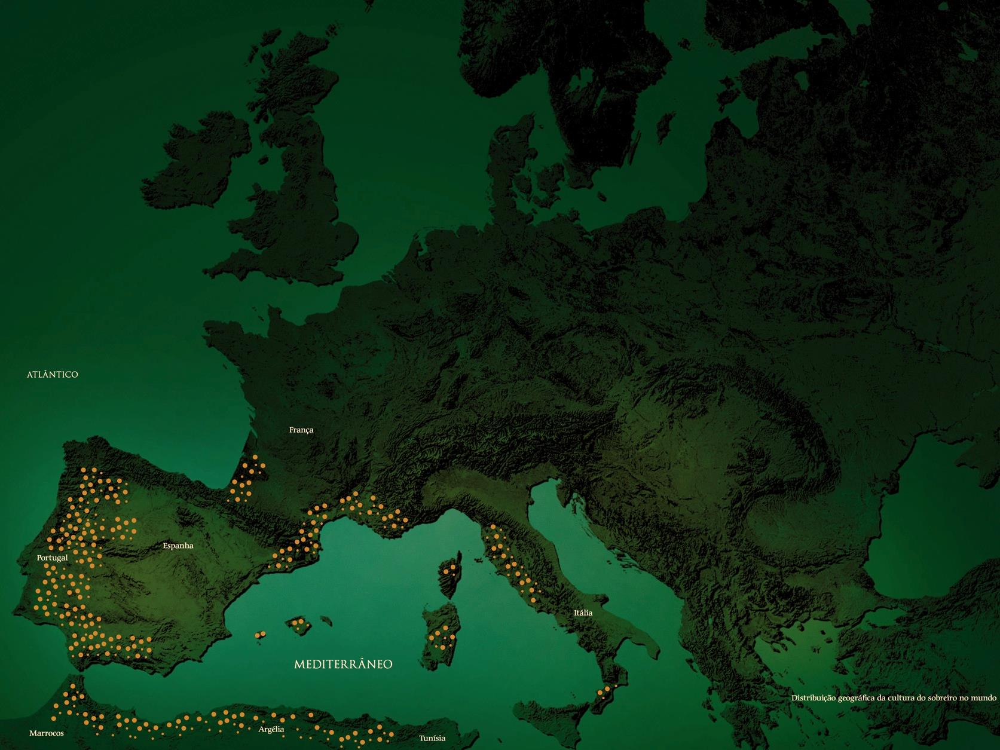 ATLÂNTICO
França
Espanha
Portugal
Itália
MEDITERRÂNEO
Distribuição geográfica da cultura do sobreiro no mundo
Argélia
Marrocos
Tunísia